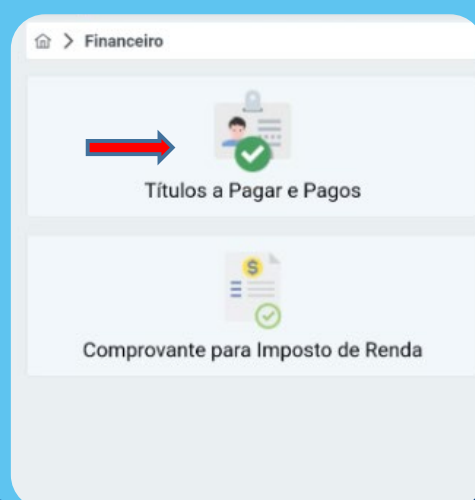 > Financeiro
Títulos a Pagar e Pagos
$
Comprovante para Imposto de Renda